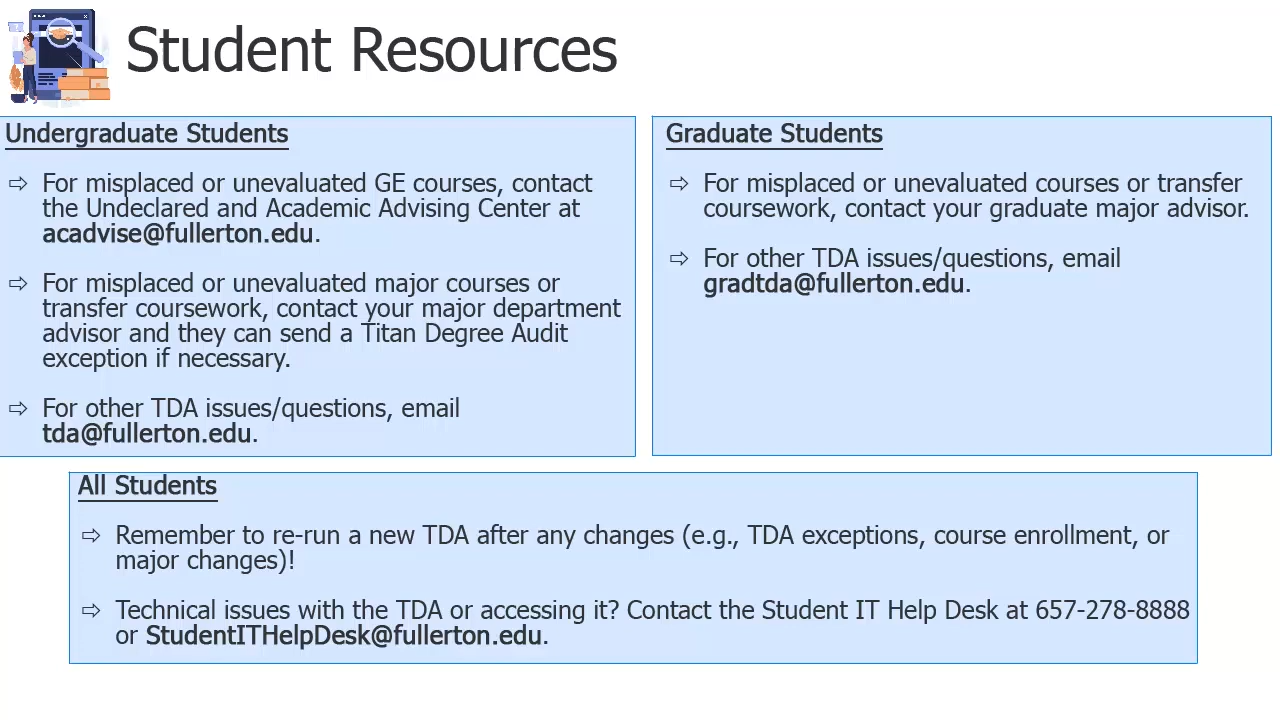 Student Resources
Undergraduate Students
⇨ For misplaced or unevaluated GE courses, contact
the Undeclared and Academic Advising Center at
acadvise@fullerton.edu.
⇨ For misplaced or unevaluated major courses or
transfer coursework, contact your major department
advisor and they can send a Titan Degree Audit
exception if necessary.
⇨ For other TDA issues/questions, email
tda@fullerton.edu.
Graduate Students
⇨ For misplaced or unevaluated courses or transfer
coursework, contact your graduate major advisor.
⇨ For other TDA issues/questions, email
gradtda@fullerton.edu.
All Students
⇨ Remember to re-run a new TDA after any changes (e.g., TDA exceptions, course enrollment, or
major changes)!
⇨ Technical issues with the TDA or accessing it? Contact the Student IT Help Desk at 657-278-8888
or StudentITHelpDesk@fullerton.edu.